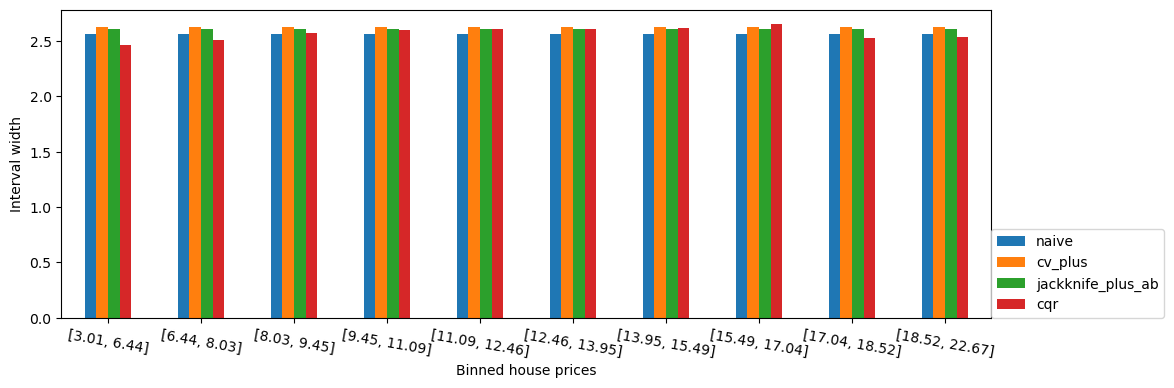 Interval width
2.5
2.0
1.5
1.0
0.5
0.0
[3.01, 6.44]
[6.44, 8.03]
[8.03, 9.45]
[9.45, 11.09]
[11.09, 12.46]
[12.46, 13.95]
[13.95, 15.49]
[15.49, 17.04]
[17.04, 18.52]
[18.52, 22.67]
Binned house prices
naive
cv_plus
jackknife_plus_ab
cqr